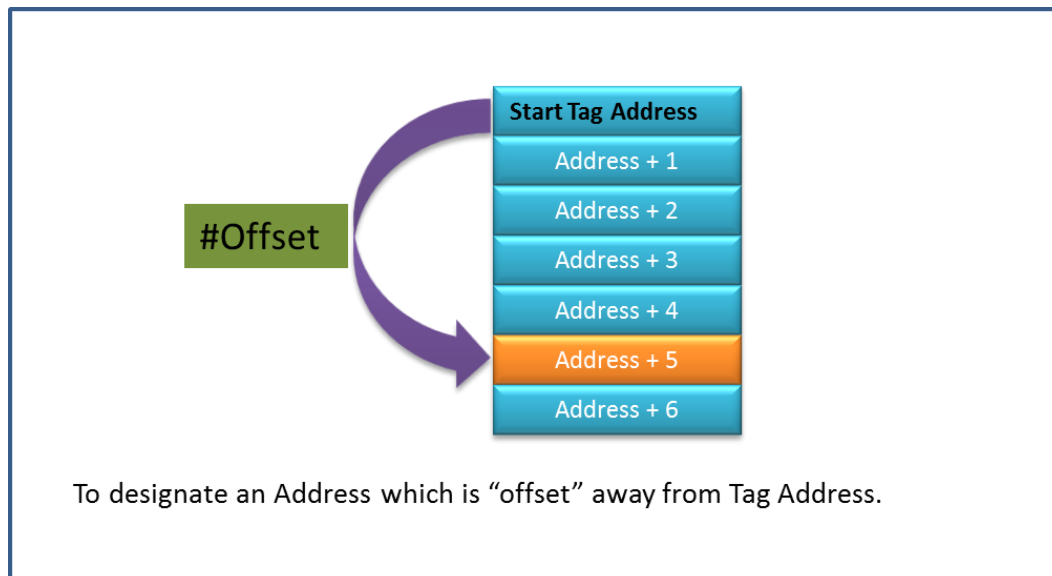 Start Tag Address
Address + 1
Address + 2
#Offset
Address + 3
Address + 4
Address + 5
Address + 6
To designate an Address which is “offset” away from Tag Address.